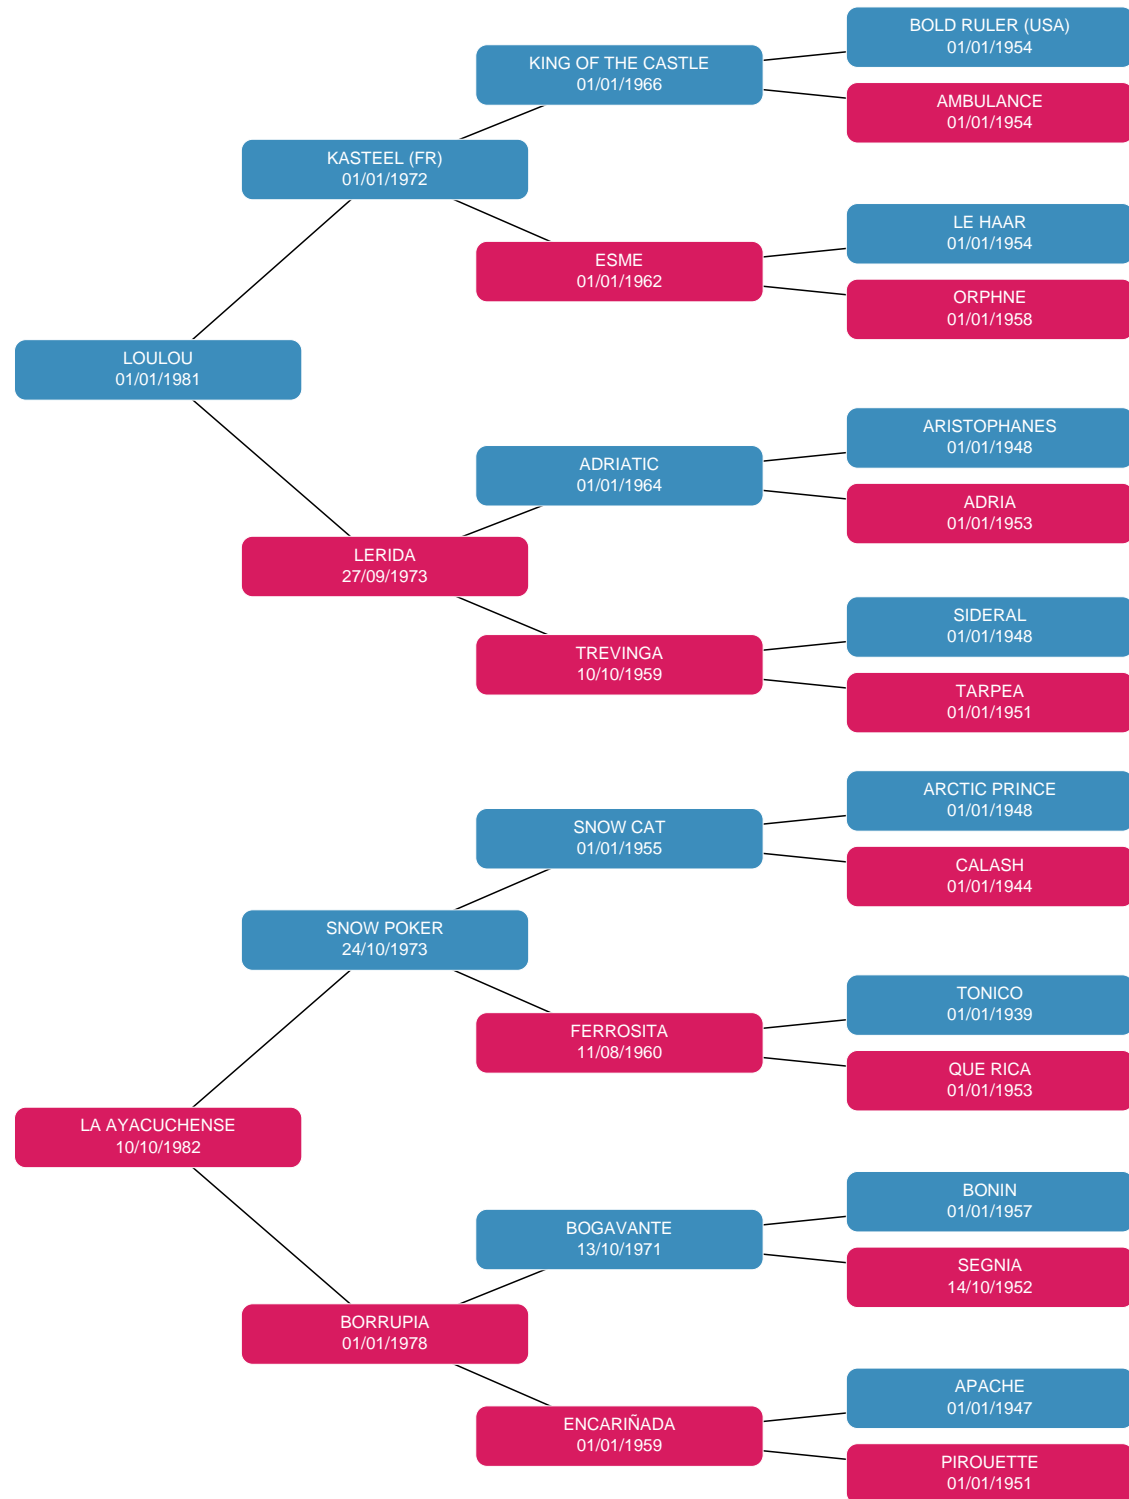 BOLD RULER (USA)
01/01/1954
KING OF THE CASTLE
01/01/1966
AMBULANCE
01/01/1954
KASTEEL (FR)
01/01/1972
LE HAAR
01/01/1954
ESME
01/01/1962
ORPHNE
01/01/1958
LOULOU
01/01/1981
ARISTOPHANES
01/01/1948
ADRIATIC
01/01/1964
ADRIA
01/01/1953
LERIDA
27/09/1973
SIDERAL
01/01/1948
TREVINGA
10/10/1959
TARPEA
01/01/1951
ARCTIC PRINCE
01/01/1948
SNOW CAT
01/01/1955
CALASH
01/01/1944
SNOW POKER
24/10/1973
TONICO
01/01/1939
FERROSITA
11/08/1960
QUE RICA
01/01/1953
LA AYACUCHENSE
10/10/1982
BONIN
01/01/1957
BOGAVANTE
13/10/1971
SEGNIA
14/10/1952
BORRUPIA
01/01/1978
APACHE
01/01/1947
ENCARIÑADA
01/01/1959
PIROUETTE
01/01/1951